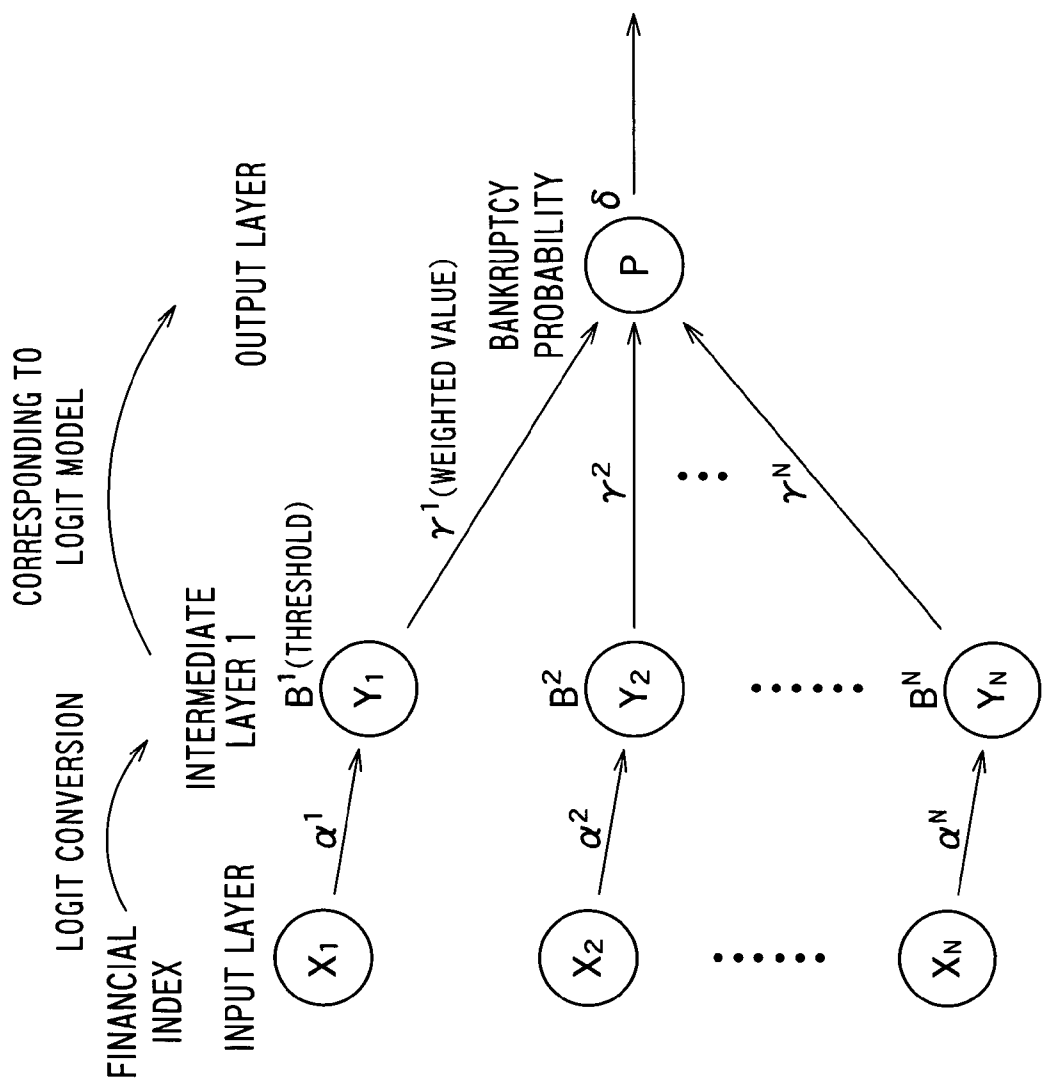 CORRESPONDING TO
LOGIT MODEL
LOGIT CONVERSION
FINANCIAL
INDEX
INPUT LAYER
INTERMEDIATE
LAYER 1
OUTPUT LAYER
X1
α1
B1 (THRESHOLD)
Y1
γ1 (WEIGHTED VALUE)
BANKRUPTCY
PROBABILITY
X2
α2
B2
Y2
γ2
P
δ
XN
αN
BN
YN
γN